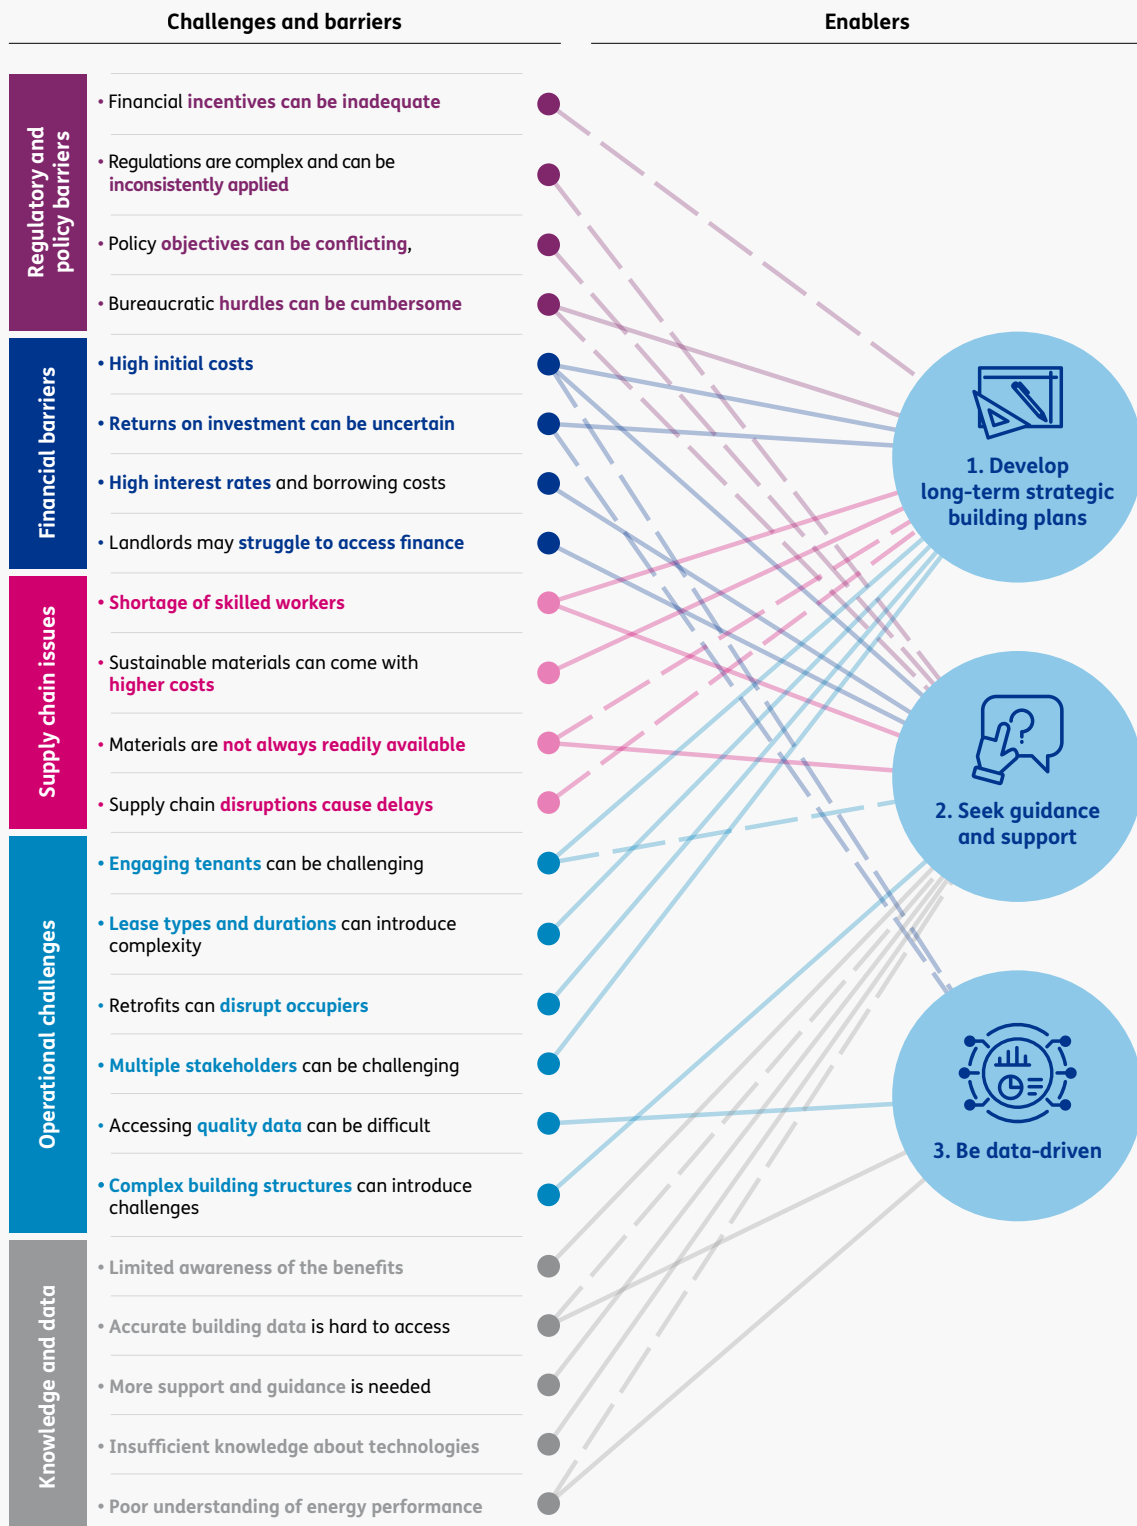 Challenges and barriers
Enablers
Regulatory and
policy barriers
• Financial incentives can be inadequate
• Regulations are complex and can be
inconsistently applied
• Policy objectives can be conflicting,
• Bureaucratic hurdles can be cumbersome
Financial barriers
• High initial costs
• Returns on investment can be uncertain
• High interest rates and borrowing costs
• Landlords may struggle to access finance
Supply chain issues
• Shortage of skilled workers
• Sustainable materials can come with
higher costs
• Materials are not always readily available
• Supply chain disruptions cause delays
Operational challenges
• Engaging tenants can be challenging
• Lease types and durations can introduce
complexity
• Retrofits can disrupt occupiers
• Multiple stakeholders can be challenging
• Accessing quality data can be difficult
• Complex building structures can introduce
challenges
Knowledge and data
• Limited awareness of the benefits
• Accurate building data is hard to access
• More support and guidance is needed
• Insufficient knowledge about technologies
• Poor understanding of energy performance
1. Develop
long-term strategic
building plans
?
2. Seek guidance
and support
3. Be data-driven